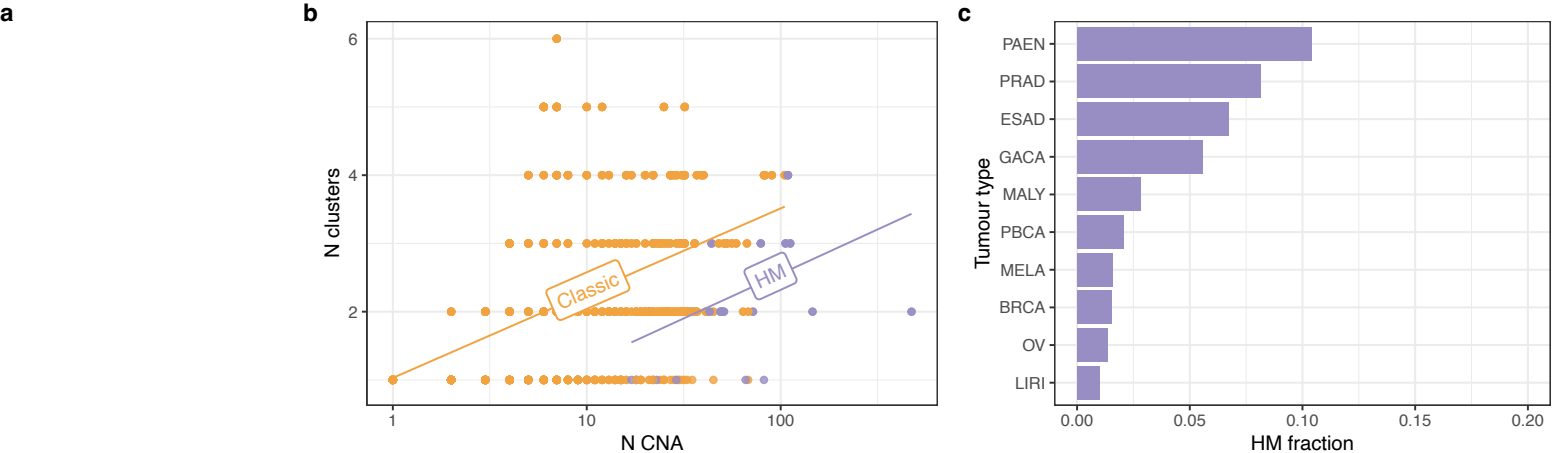 a
b
c
N clusters
6
4
2
Classic
HM
1
10
100
N CNA
Tumour type
PAEN
PRAD
ESAD
GACA
MALY
PBCA
MELA
BRCA
OV
LIRI
0.00
0.05
0.10
0.15
0.20
HM fraction